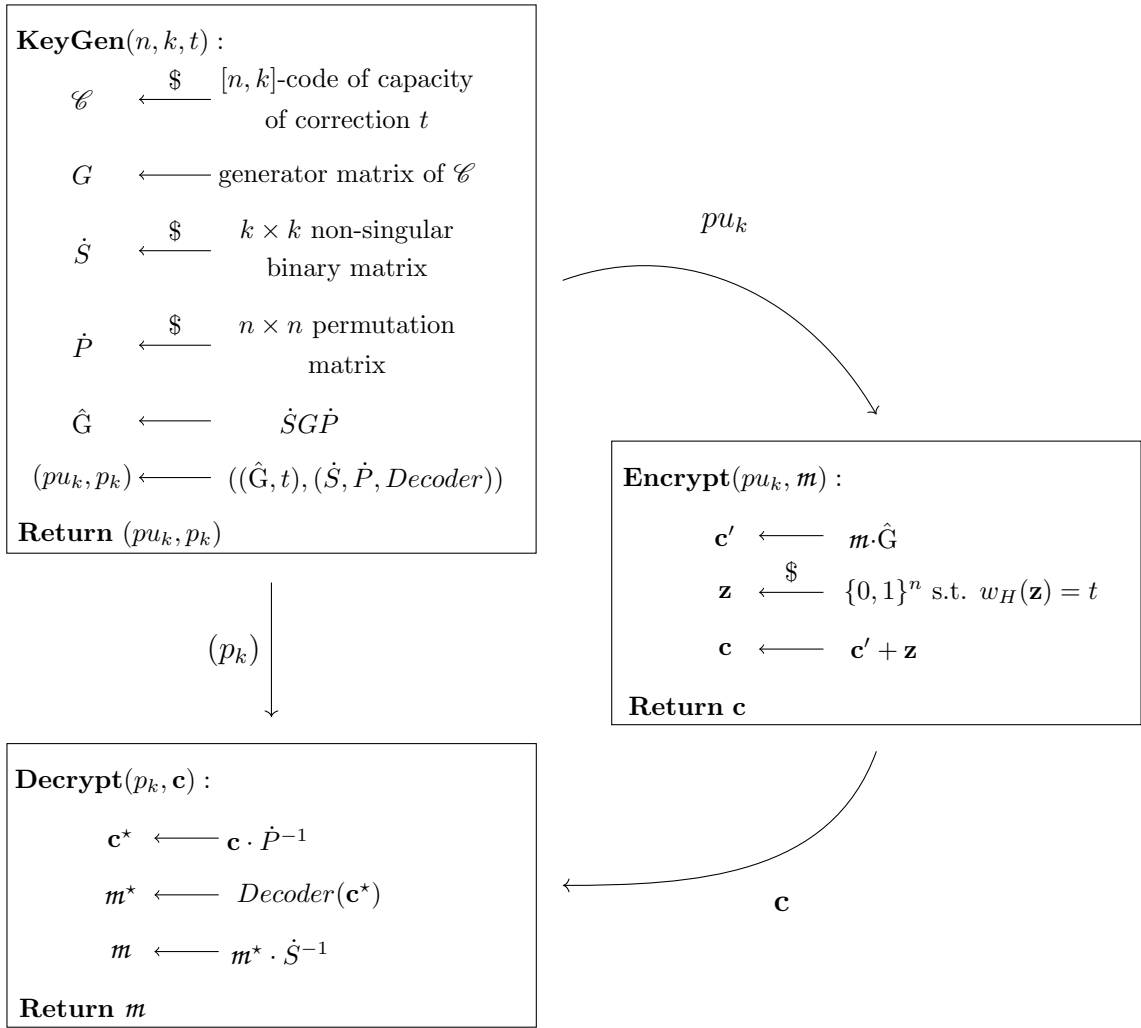 KeyGen(n, k, t) :
𝒞 ←$ [n, k]-code of capacity
of correction t
G ← generator matrix of 𝒞
Ṡ ←$ k × k non-singular
binary matrix
Ṗ ←$ n × n permutation
matrix
Ĝ ← ṠGṖ
(pu_k, p_k) ← ((Ĝ, t), (Ṡ, Ṗ, Decoder))
Return (pu_k, p_k)
pu_k
Encrypt(pu_k, m) :
c′ ← m·Ĝ
z ←$ {0, 1}^n s.t. w_H(z) = t
c ← c′ + z
Return c
(p_k)
Decrypt(p_k, c) :
c⋆ ← c · Ṗ^{−1}
m⋆ ← Decoder(c⋆)
m ← m⋆ · Ṡ^{−1}
Return m
c